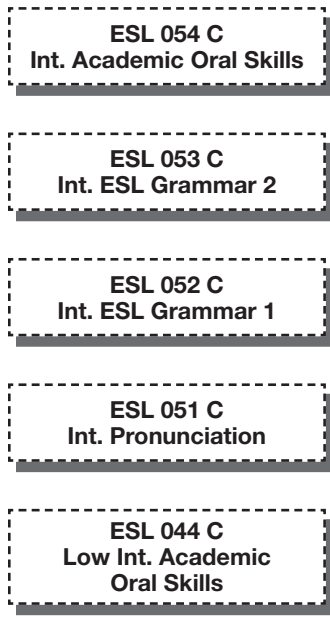 ESL 054 C
Int. Academic Oral Skills
ESL 053 C
Int. ESL Grammar 2
ESL 052 C
Int. ESL Grammar 1
ESL 051 C
Int. Pronunciation
ESL 044 C
Low Int. Academic
Oral Skills